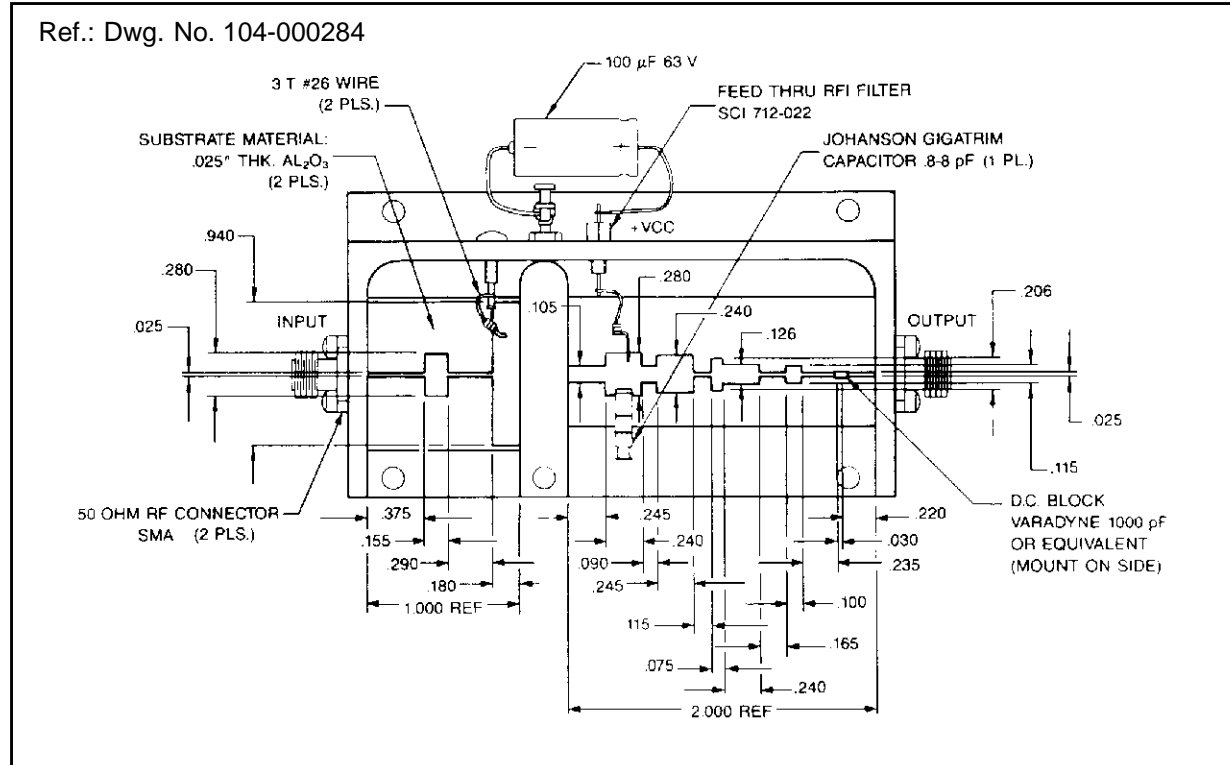 Ref.: Dwg. No. 104-000284
100 µF 63 V
3 T #26 WIRE
(2 PLS.)
FEED THRU RFI FILTER
SCI 712-022
SUBSTRATE MATERIAL:
.025" THK. AL₂O₃
(2 PLS.)
JOHANSON GIGATRIM
CAPACITOR .8-8 pF (1 PL.)
+VCC
.940
.280
.280
.206
.105
.240
INPUT
OUTPUT
.126
.025
.025
.115
50 OHM RF CONNECTOR
SMA (2 PLS.)
D.C. BLOCK
VARADYNE 1000 pF
OR EQUIVALENT
(MOUNT ON SIDE)
.375
.245
.220
.155
.240
.030
.290
.090
.235
.180
.245
1.000 REF
.100
115
.165
.075
.240
2.000 REF